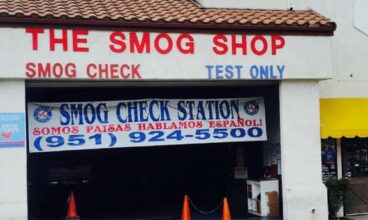 THE SMOG SHOP
SMOG CHECK TEST ONLY
SMOG CHECK STATION
SOMOS PAISAS HABLAMOS ESPAÑOL!
(951) 924-5500